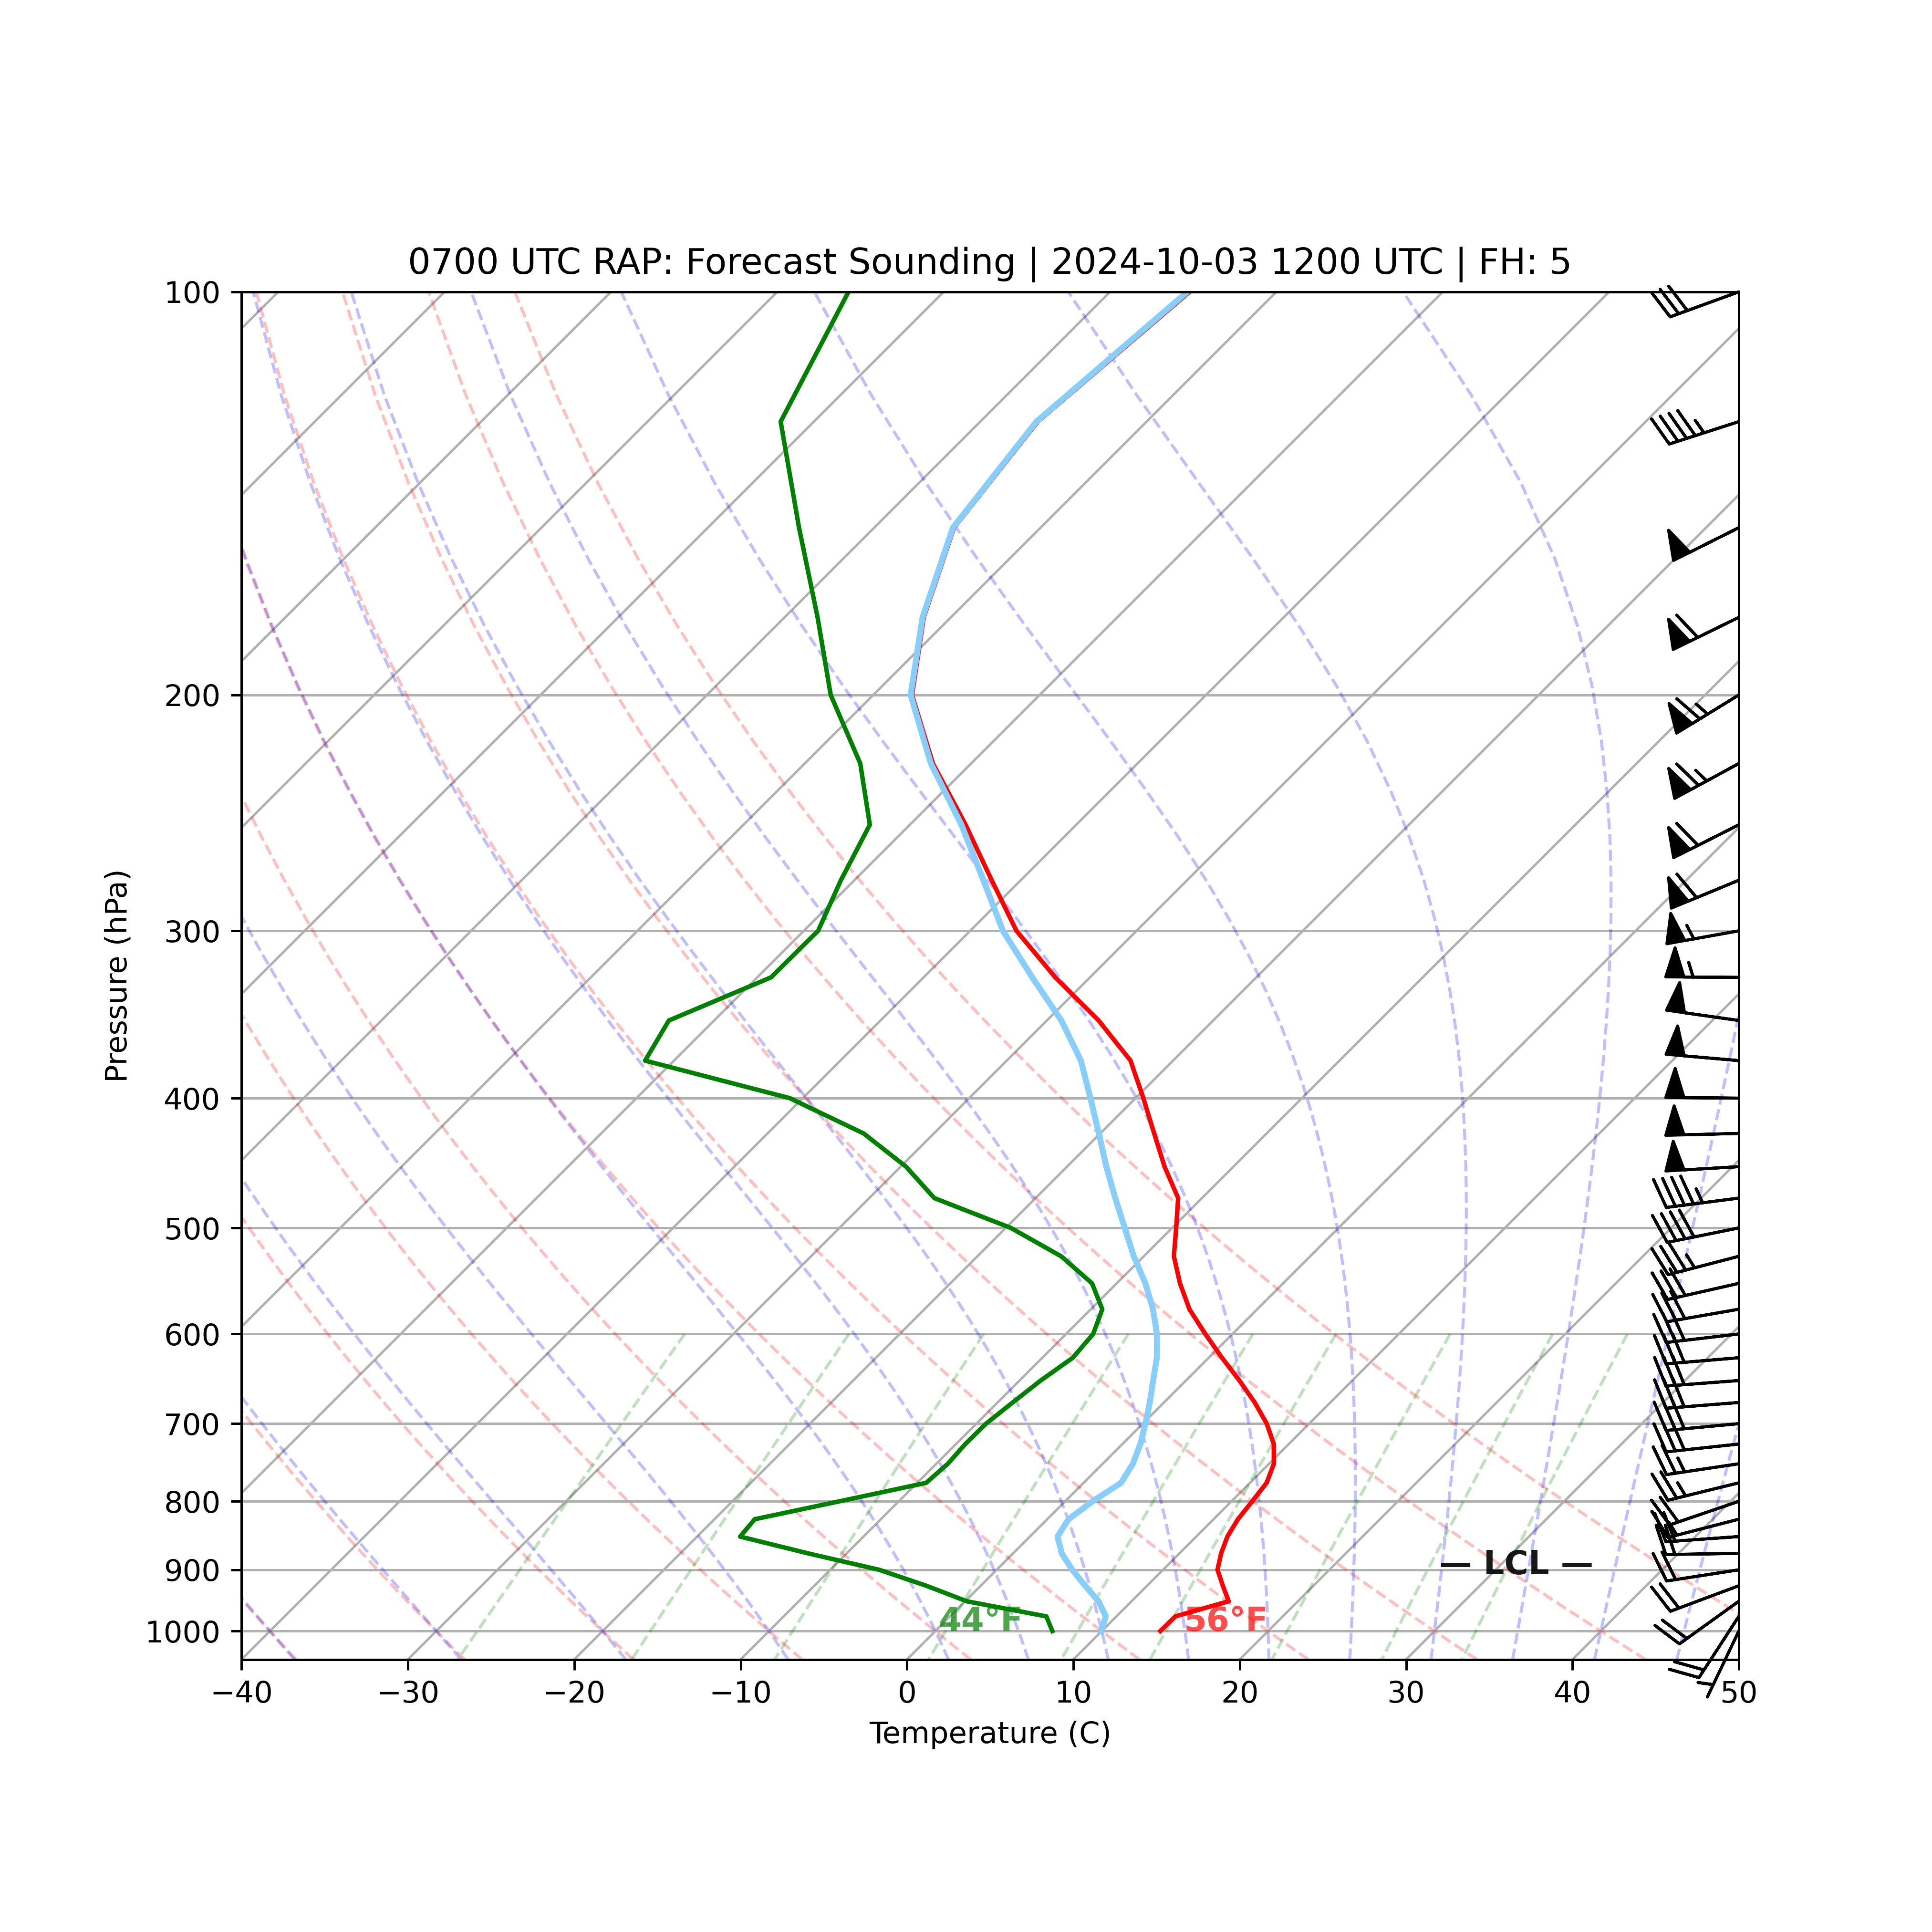 0700 UTC RAP: Forecast Sounding | 2024-10-03 1200 UTC | FH: 5
100
200
300
400
500
600
700
800
900
1000
Pressure (hPa)
— LCL —
44°F
56°F
−40 −30 −20 −10 0 10 20 30 40 50
Temperature (C)